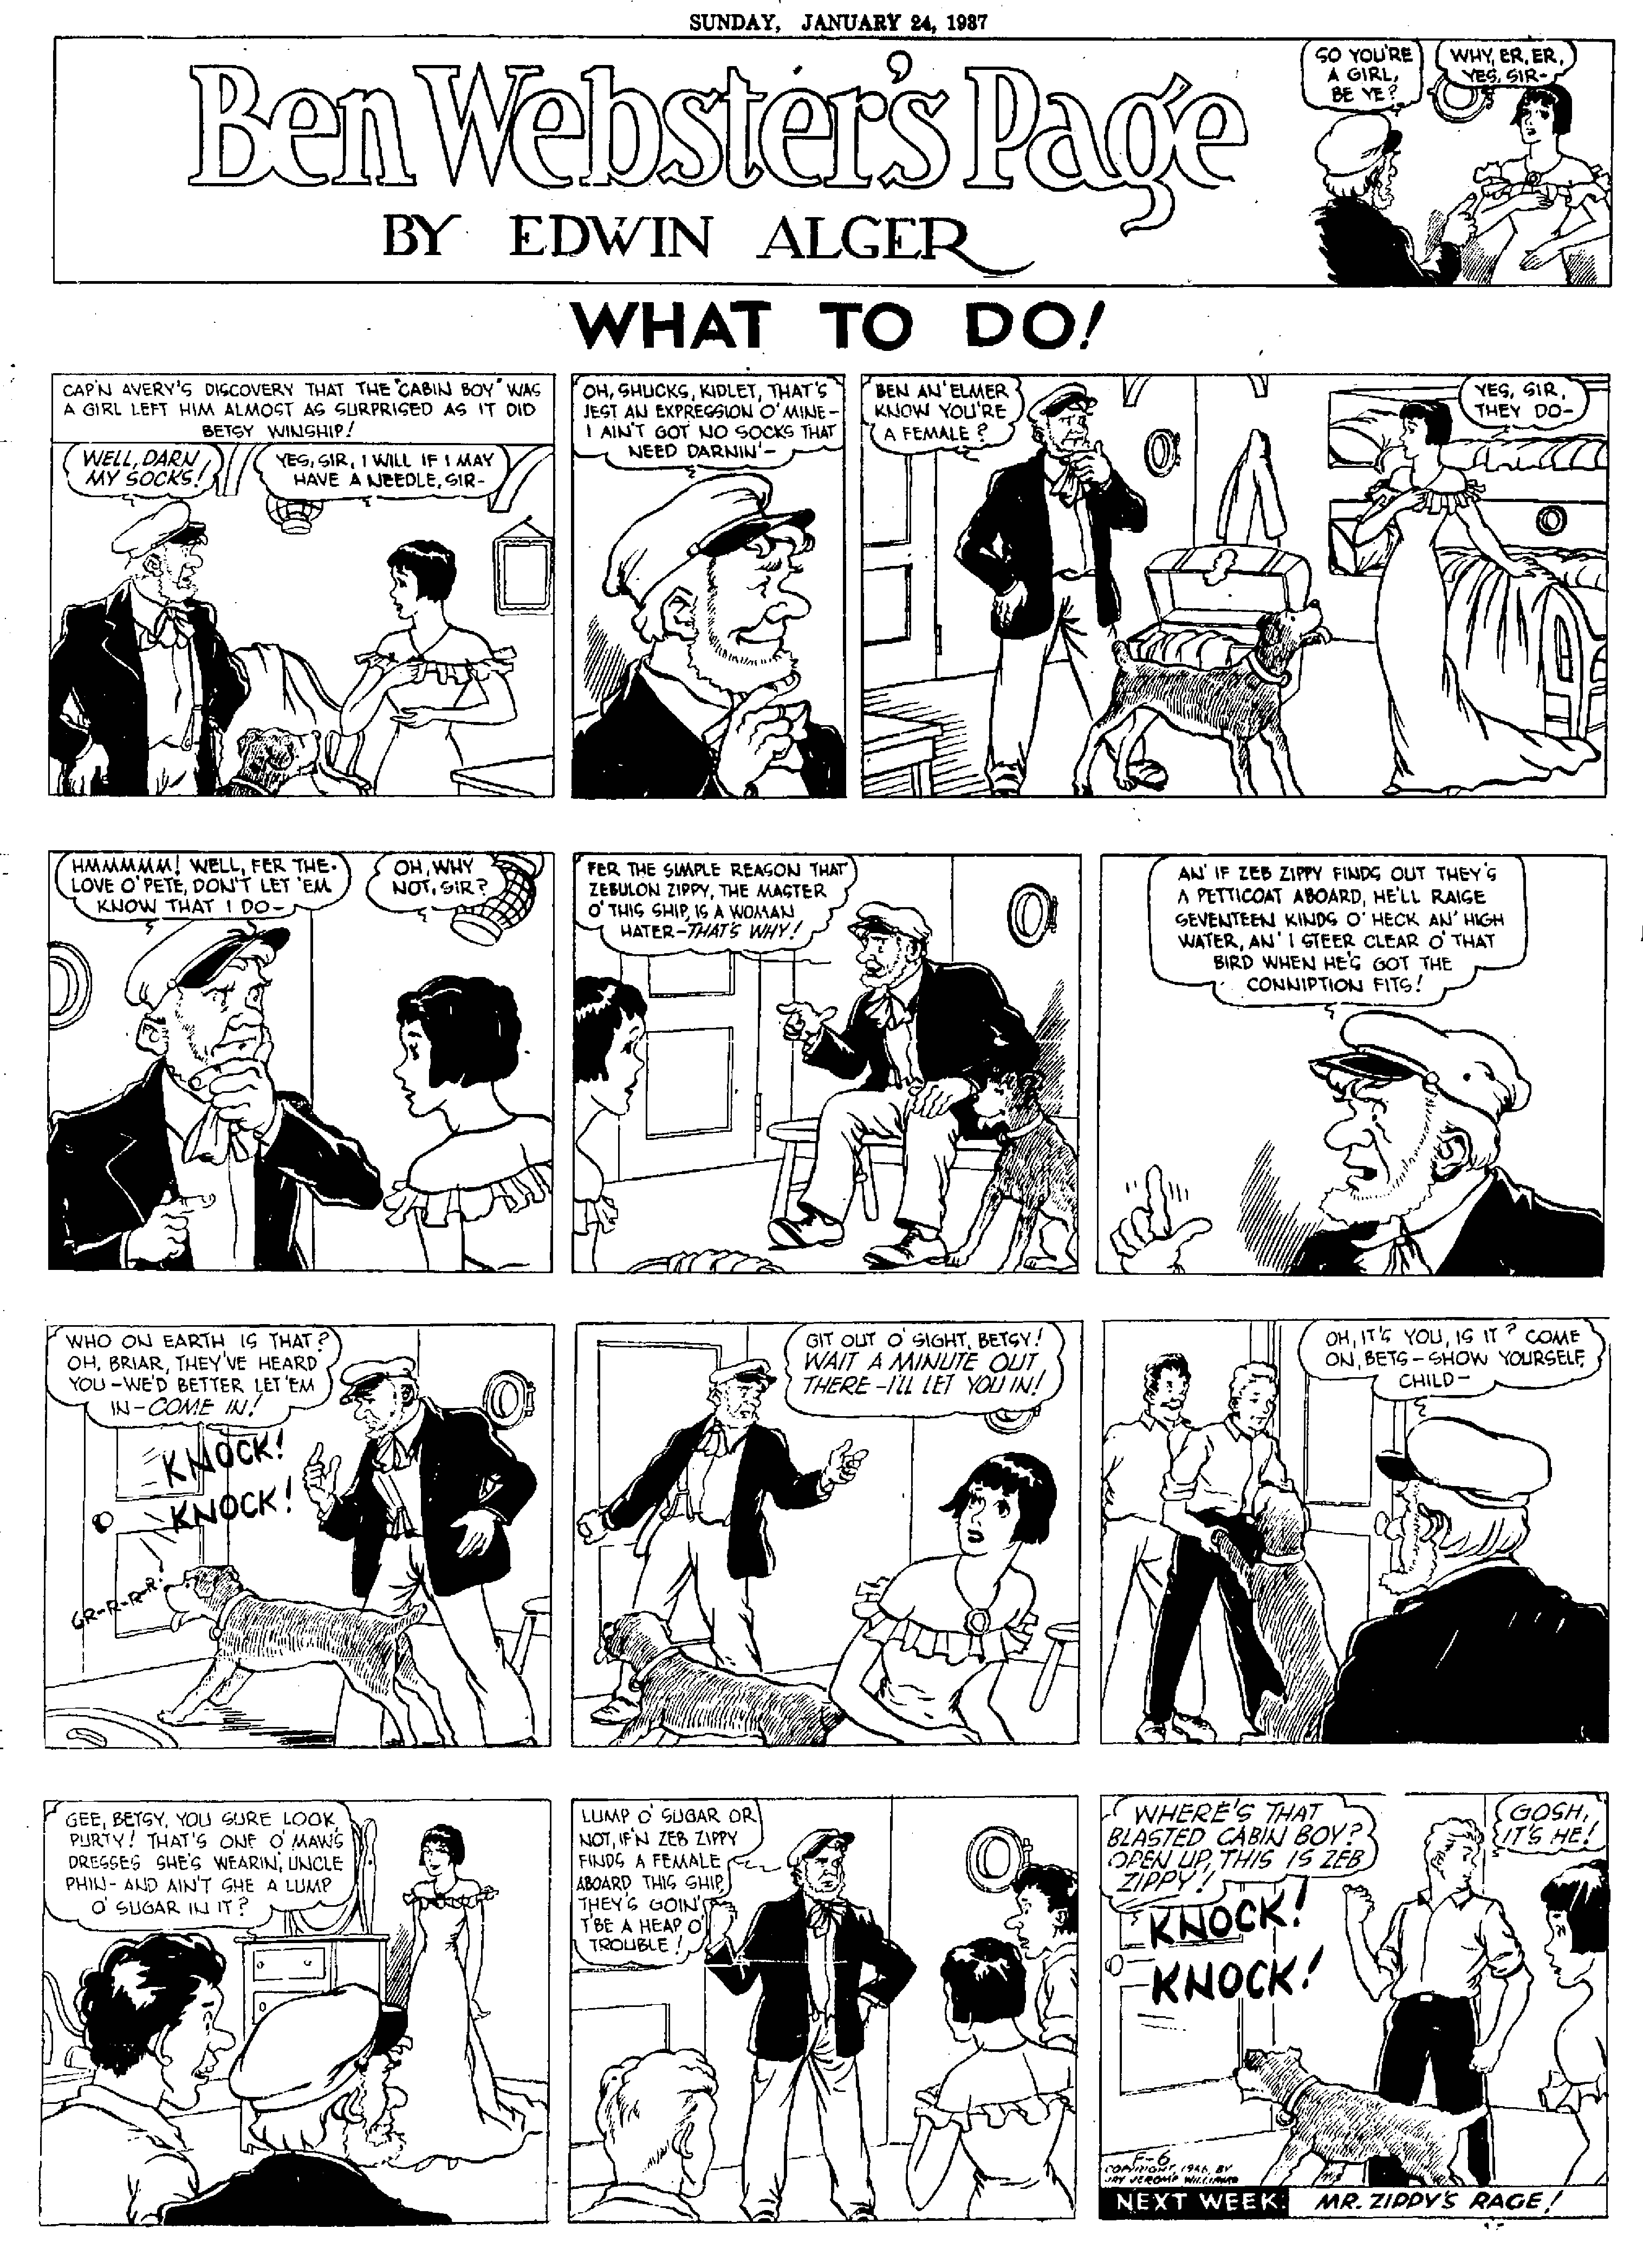 SUNDAY, JANUARY 24, 1937
Ben Webster's Page
BY EDWIN ALGER
SO YOU'RE
A GIRL,
BE YE?
WHY, ER, ER,
YES, SIR-
WHAT TO DO!
CAP'N AVERY'S DISCOVERY THAT THE "CABIN BOY" WAS
A GIRL LEFT HIM ALMOST AS SURPRISED AS IT DID
BETSY WINSHIP!
WELL, DARN
MY SOCKS!
YES, SIR, I WILL IF I MAY
HAVE A NEEDLE, SIR-
OH, SHUCKS, KIDLET, THAT'S
JEST AN EXPRESSION O' MINE-
I AIN'T GOT NO SOCKS THAT
NEED DARNIN'-
BEN AN' ELMER
KNOW YOU'RE
A FEMALE?
YES, SIR,
THEY DO-
HMMMMM! WELL, FER THE
LOVE O' PETE, DON'T LET 'EM
KNOW THAT I DO-
OH, WHY
NOT, SIR?
FER THE SIMPLE REASON THAT
ZEBULON ZIPPY, THE MASTER
O' THIS SHIP, IS A WOMAN
HATER-THAT'S WHY!
AN' IF ZEB ZIPPY FINDS OUT THEY'S
A PETTICOAT ABOARD, HE'LL RAISE
SEVENTEEN KINDS O' HECK AN' HIGH
WATER, AN' I STEER CLEAR O' THAT
BIRD WHEN HE'S GOT THE
CONNIPTION FITS!
WHO ON EARTH IS THAT?
OH, BRIAR, THEY'VE HEARD
YOU-WE'D BETTER LET 'EM
IN-COME IN!
KNOCK!
KNOCK!
GR-R-R-R!
GIT OUT O' SIGHT, BETSY!
WAIT A MINUTE OUT
THERE-I'LL LET YOU IN!
OH, IT'S YOU, IS IT? COME
ON, BETS-SHOW YOURSELF,
CHILD-
GEE, BETSY, YOU SURE LOOK
PURTY! THAT'S ONE O' MAW'S
DRESSES SHE'S WEARIN', UNCLE
PHIN- AND AIN'T SHE A LUMP
O' SUGAR IN IT?
LUMP O' SUGAR OR
NOT, IF'N ZEB ZIPPY
FINDS A FEMALE
ABOARD THIS SHIP,
THEY'S GOIN'
T'BE A HEAP O'
TROUBLE!
WHERE'S THAT
BLASTED CABIN BOY?
OPEN UP, THIS IS ZEB
ZIPPY!
GOSH,
IT'S HE!
KNOCK!
KNOCK!
F-6
COPYRIGHT, 1936, BY
JAY JEROME WILLIAMS
NEXT WEEK: MR. ZIPPY'S RAGE!